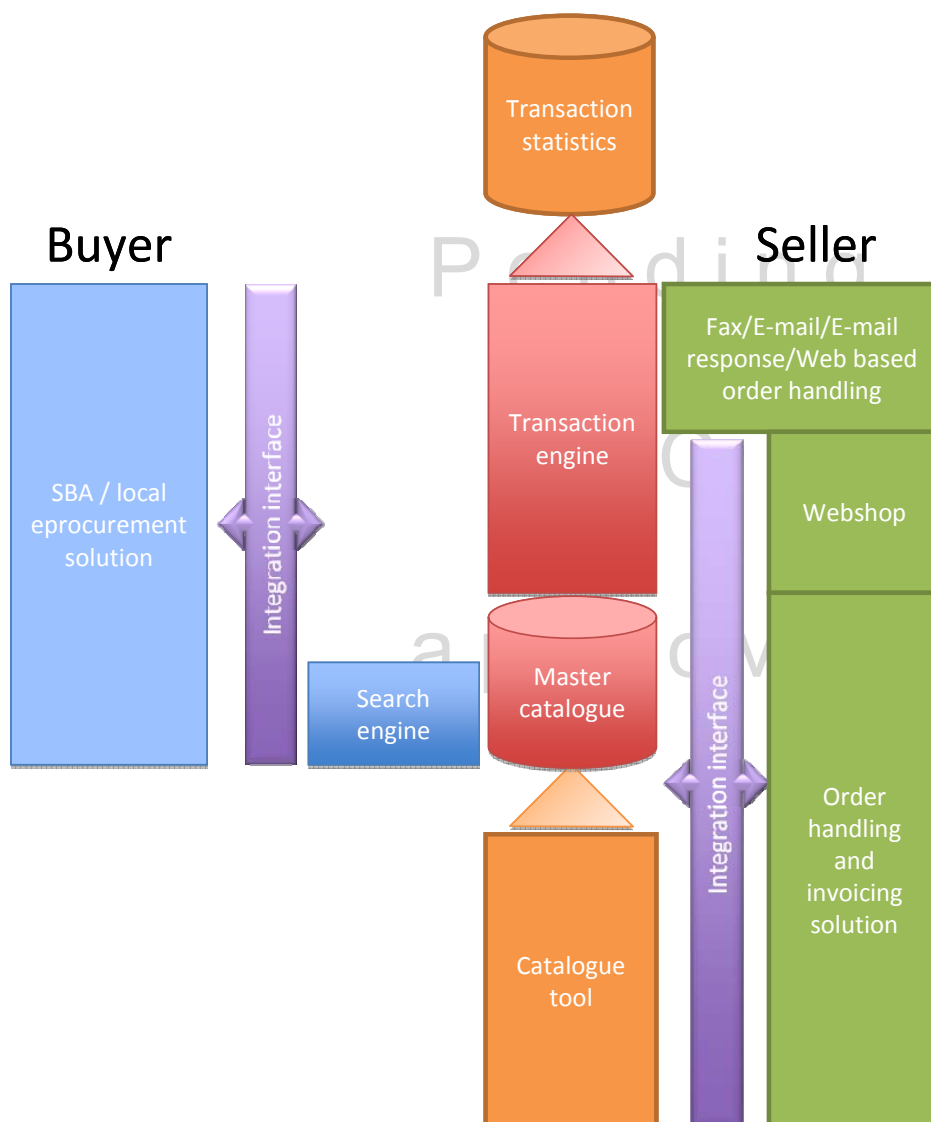 Transaction
statistics
Buyer
Seller
SBA / local
eprocurement
solution
Integration interface
Search
engine
Transaction
engine
Master
catalogue
Catalogue
tool
Fax/E-mail/E-mail
response/Web based
order handling
Integration interface
Webshop
Order
handling
and
invoicing
solution